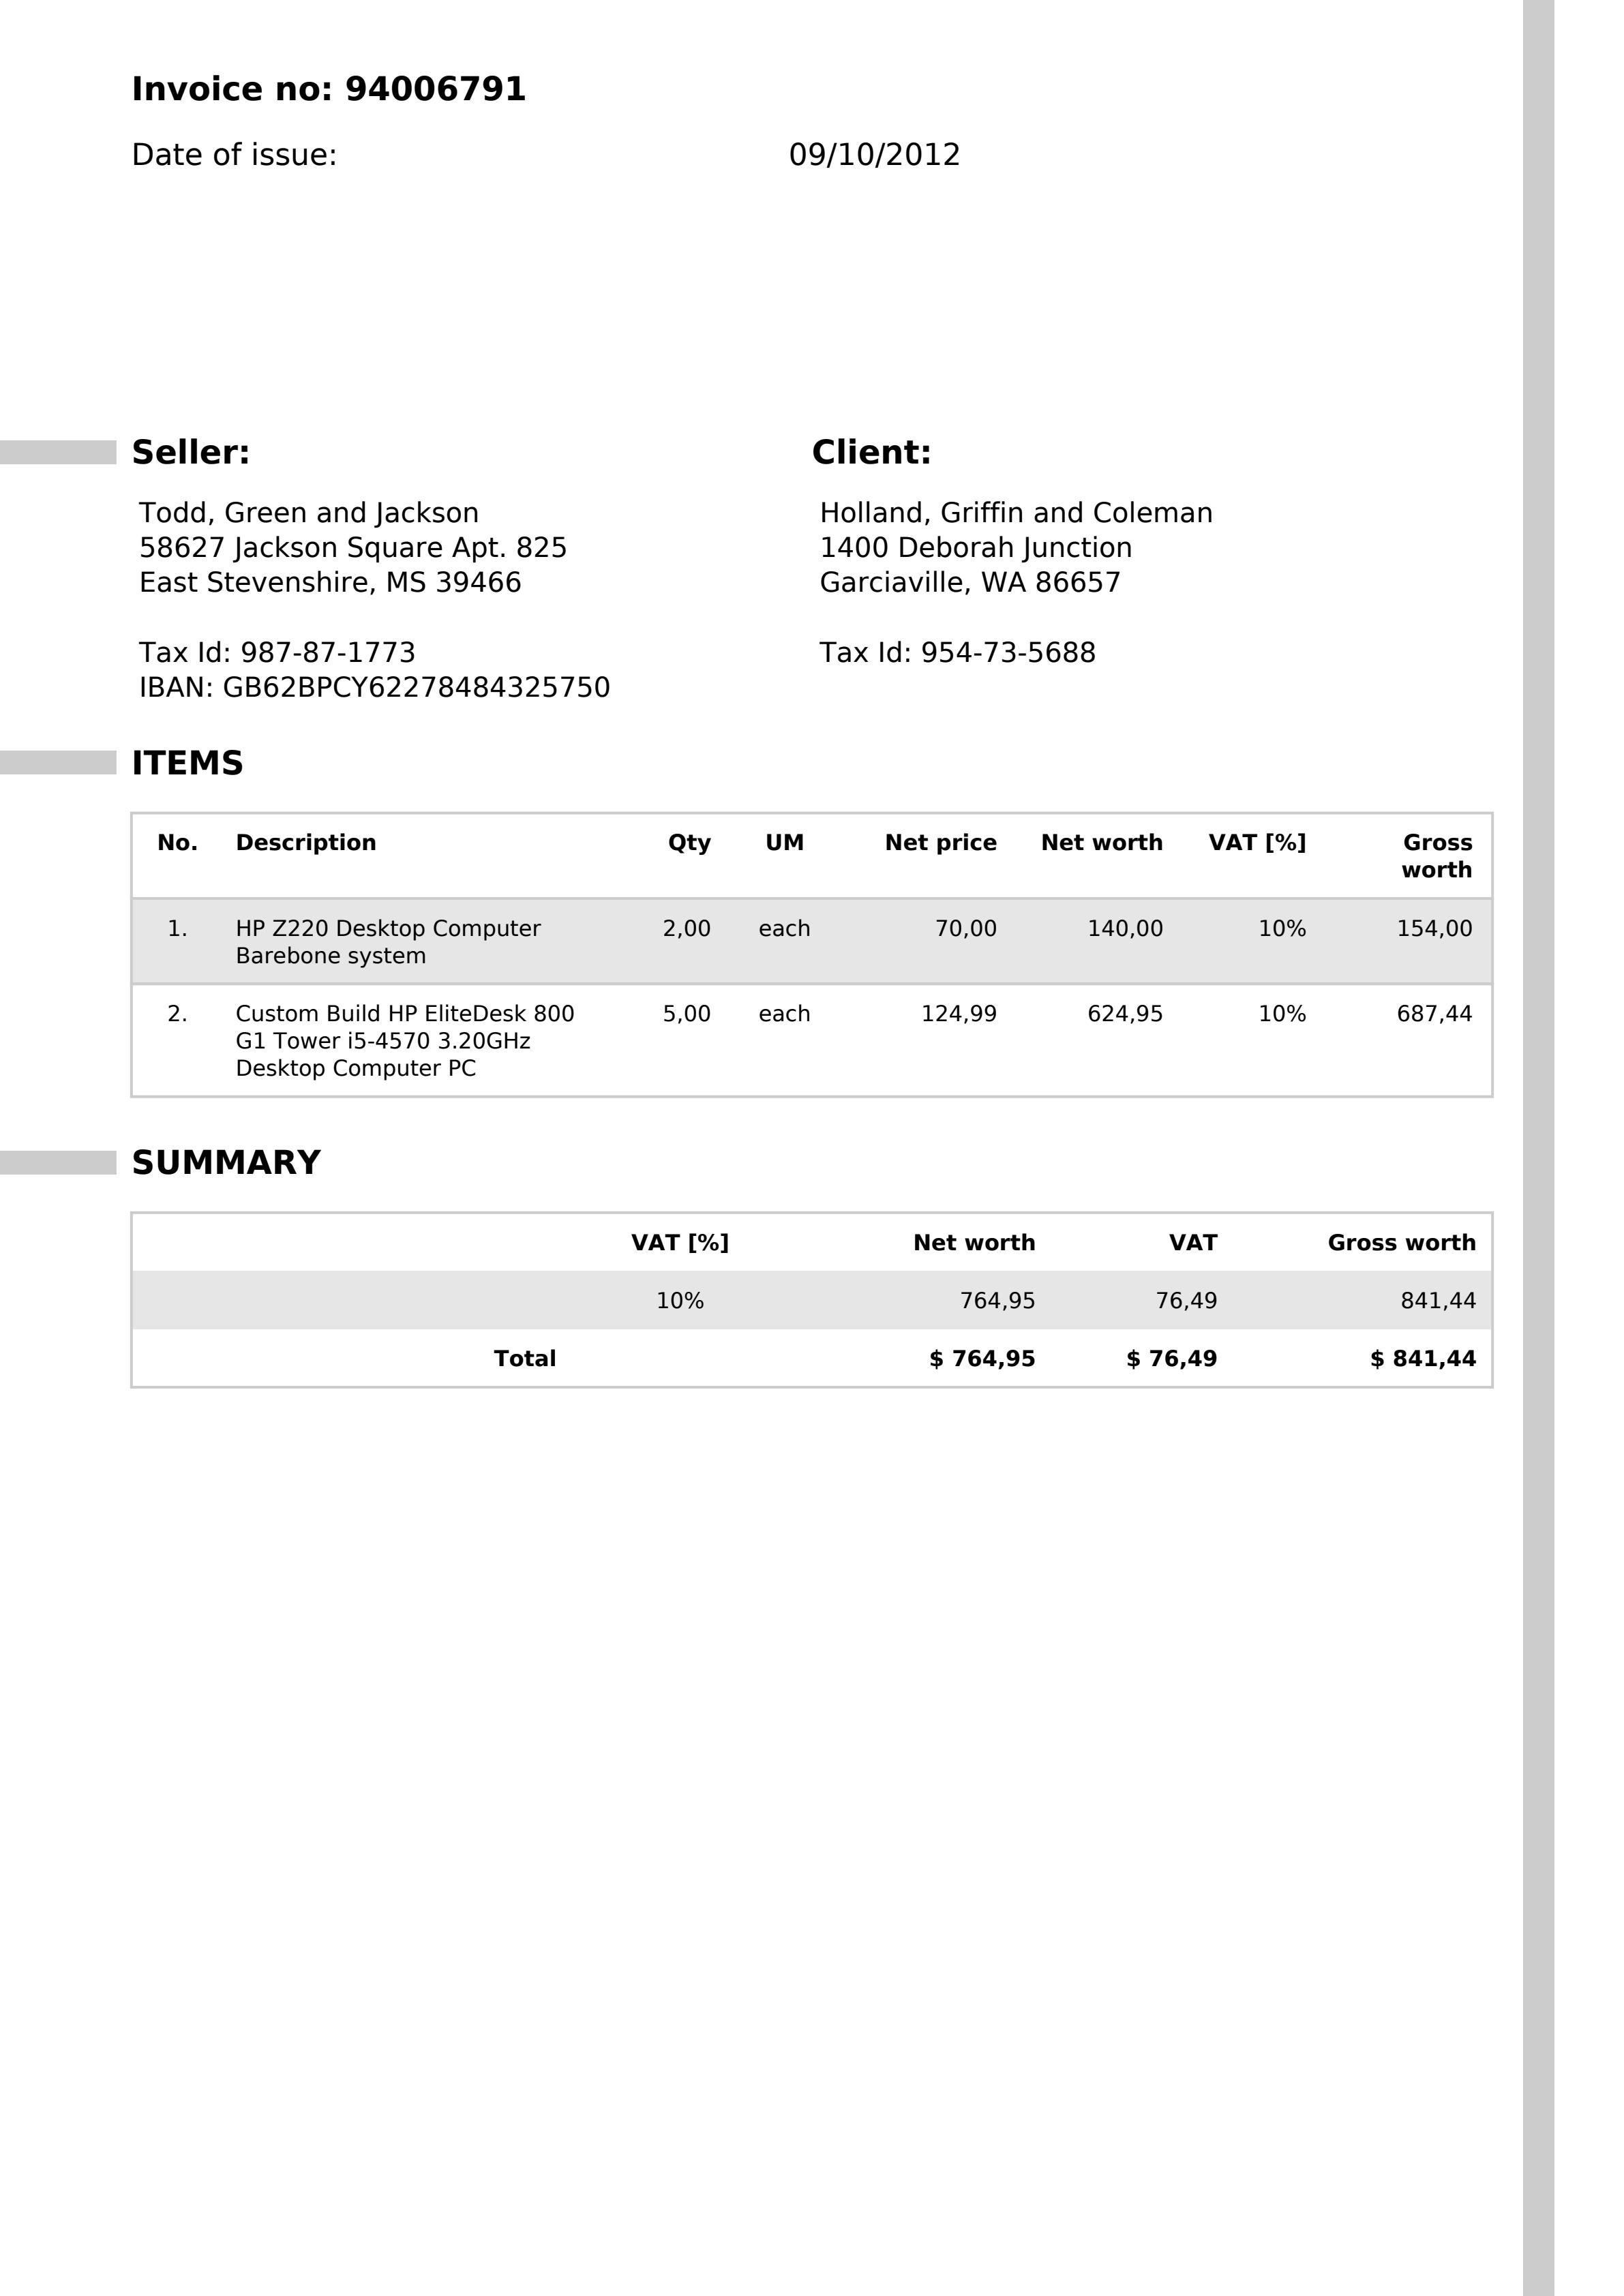 Invoice no: 94006791
Date of issue: 09/10/2012
Seller:
Todd, Green and Jackson
58627 Jackson Square Apt. 825
East Stevenshire, MS 39466
Tax Id: 987-87-1773
IBAN: GB62BPCY62278484325750
Client:
Holland, Griffin and Coleman
1400 Deborah Junction
Garciaville, WA 86657
Tax Id: 954-73-5688
ITEMS
No. Description Qty UM Net price Net worth VAT [%] Gross
worth
1. HP Z220 Desktop Computer 2,00 each 70,00 140,00 10% 154,00
Barebone system
2. Custom Build HP EliteDesk 800 5,00 each 124,99 624,95 10% 687,44
G1 Tower i5-4570 3.20GHz
Desktop Computer PC
SUMMARY
VAT [%] Net worth VAT Gross worth
10% 764,95 76,49 841,44
Total $ 764,95 $ 76,49 $ 841,44